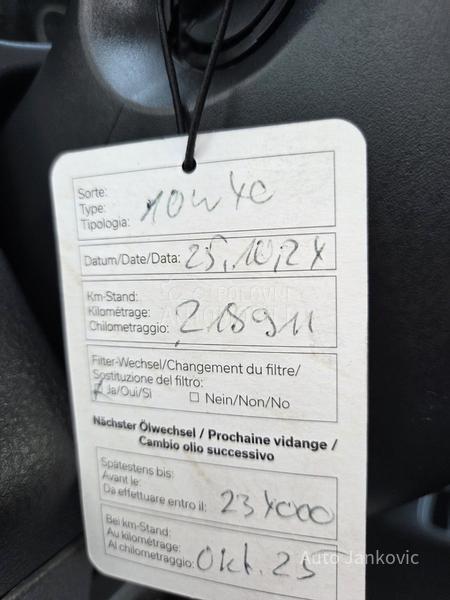 Sorte:
Type: 10W40
Tipologia:
Datum/Date/Data: 25.10.24
Km-Stand:
Kilométrage: 218911
Chilometraggio:
Filter-Wechsel/Changement du filtre/
Sostituzione del filtro:
Ja/Oui/Sì ☐ Nein/Non/No
Nächster Ölwechsel / Prochaine vidange /
Cambio olio successivo
Spätestens bis:
Avant le:
Da effettuare entro il: 234000
Bei km-Stand:
Au kilométrage:
Al chilometraggio: Okt. 25
Auto Jankovic